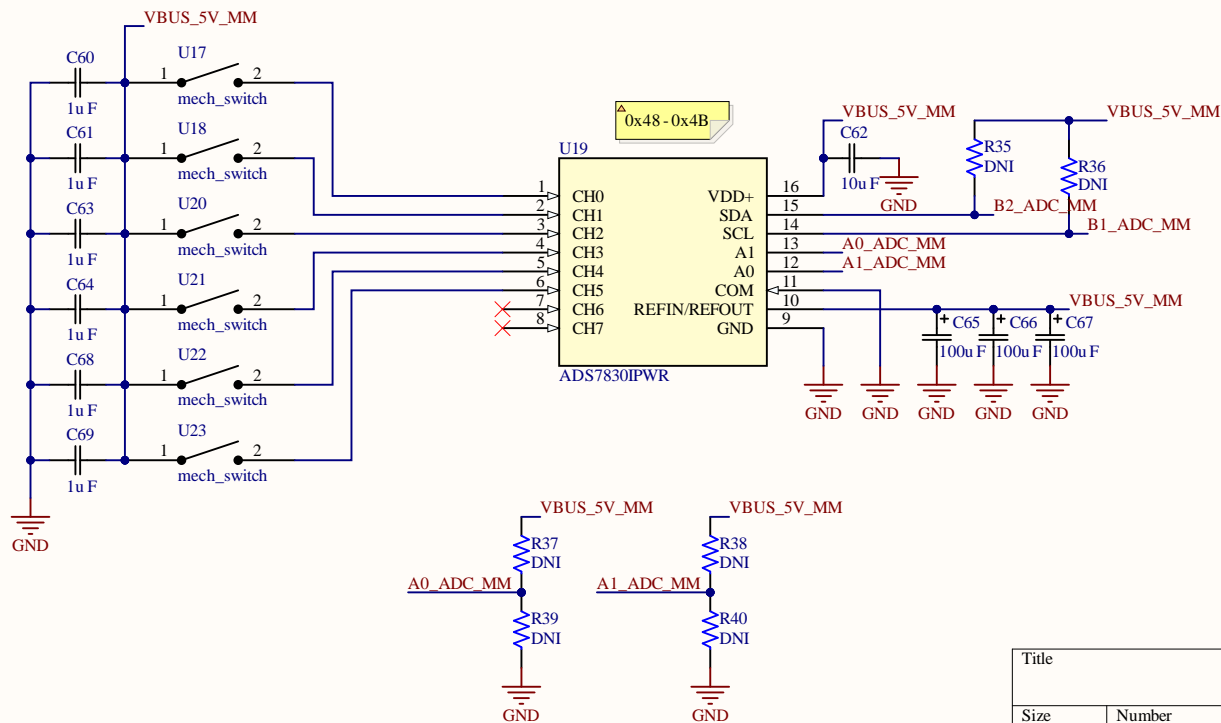 VBUS_5V_MM
C60
1u F
U17
1 2
mech_switch
C61
1u F
U18
1 2
mech_switch
C63
1u F
U20
1 2
mech_switch
C64
1u F
U21
1 2
mech_switch
C68
1u F
U22
1 2
mech_switch
C69
1u F
U23
1 2
mech_switch
GND
0x48 - 0x4B
U19
1 CH0
2 CH1
3 CH2
4 CH3
5 CH4
6 CH5
7 CH6
8 CH7
VDD+ 16
SDA 15
SCL 14
A1 13
A0 12
COM 11
REFIN/REFOUT 10
GND 9
ADS7830IPWR
VBUS_5V_MM
C62
10u F
GND
VBUS_5V_MM
R35
DNI
R36
DNI
B2_ADC_MM
B1_ADC_MM
A0_ADC_MM
A1_ADC_MM
VBUS_5V_MM
C65
100u F
C66
100u F
C67
100u F
GND
GND
GND
GND
GND
VBUS_5V_MM
R37
DNI
A0_ADC_MM
R39
DNI
GND
VBUS_5V_MM
R38
DNI
A1_ADC_MM
R40
DNI
GND
Title
Size
Number